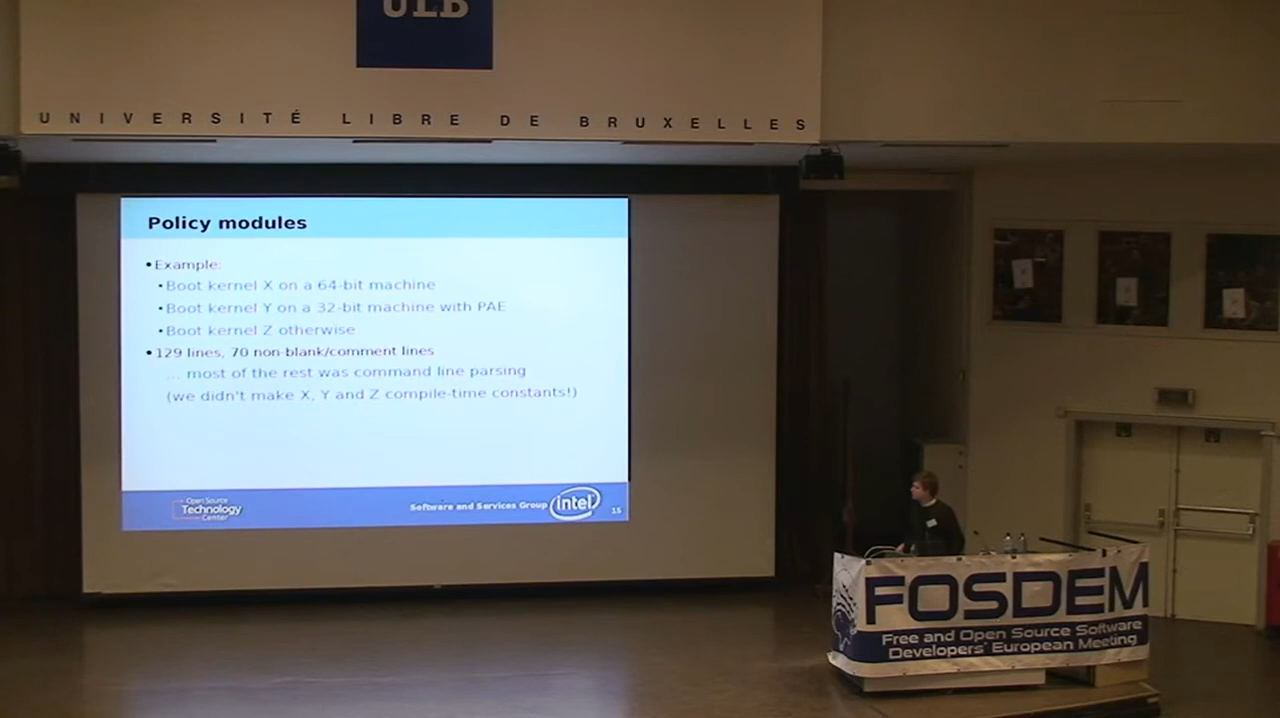 ULB
UNIVERSITÉ LIBRE DE BRUXELLES
Policy modules
•Example:
•Boot kernel X on a 64-bit machine
•Boot kernel Y on a 32-bit machine with PAE
•Boot kernel Z otherwise
•129 lines, 70 non-blank/comment lines
... most of the rest was command line parsing
(we didn't make X, Y and Z compile-time constants!)
Open Source
Technology
Center
Software and Services Group
intel
15
FOSDEM
Free and Open Source Software
Developers' European Meeting